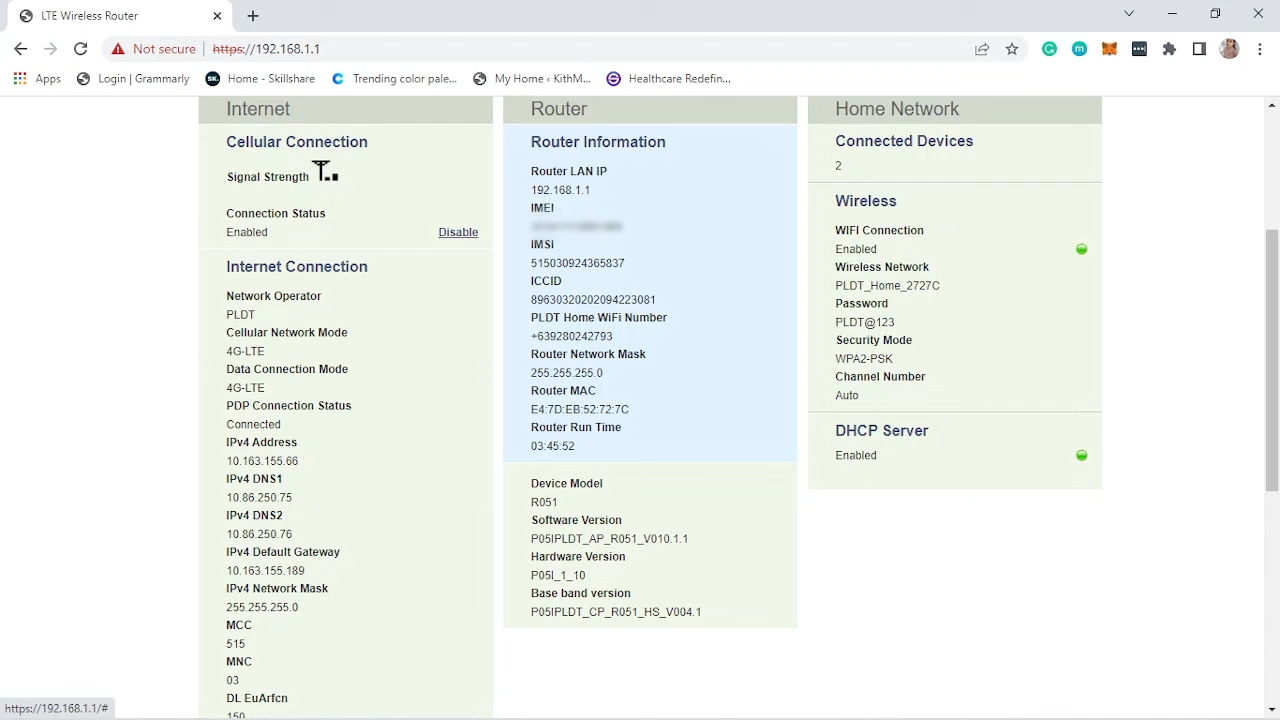 LTE Wireless Router
Not secure
https://192.168.1.1
Apps
Login | Grammarly
Home - Skillshare
Trending color pale...
My Home ‹ KithM...
Healthcare Redefin...
Internet
Cellular Connection
Signal Strength
Connection Status
Enabled
Disable
Internet Connection
Network Operator
PLDT
Cellular Network Mode
4G-LTE
Data Connection Mode
4G-LTE
PDP Connection Status
Connected
IPv4 Address
10.163.155.66
IPv4 DNS1
10.86.250.75
IPv4 DNS2
10.86.250.76
IPv4 Default Gateway
10.163.155.189
IPv4 Network Mask
255.255.255.0
MCC
515
MNC
03
DL EuArfcn
150
Router
Router Information
Router LAN IP
192.168.1.1
IMEI
IMSI
515030924365837
ICCID
89630320202094223081
PLDT Home WiFi Number
+639280242793
Router Network Mask
255.255.255.0
Router MAC
E4:7D:EB:52:72:7C
Router Run Time
03:45:52
Device Model
R051
Software Version
P05IPLDT_AP_R051_V010.1.1
Hardware Version
P05I_1_10
Base band version
P05IPLDT_CP_R051_HS_V004.1
Home Network
Connected Devices
2
Wireless
WIFI Connection
Enabled
Wireless Network
PLDT_Home_2727C
Password
PLDT@123
Security Mode
WPA2-PSK
Channel Number
Auto
DHCP Server
Enabled
https://192.168.1.1/#